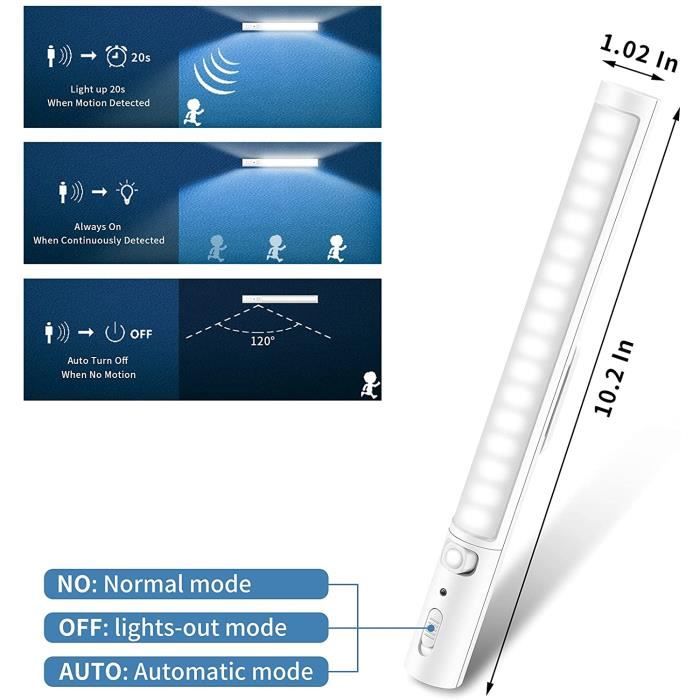 20s
Light up 20s
When Motion Detected
Always On
When Continuously Detected
OFF
Auto Turn Off
When No Motion
120°
1.02 In
10.2 In
NO: Normal mode
OFF: lights-out mode
AUTO: Automatic mode